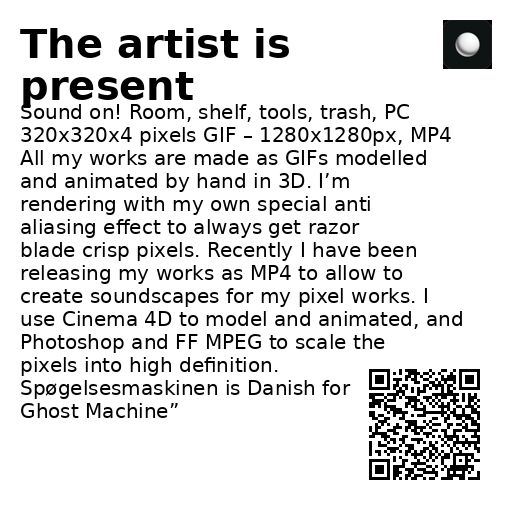 The artist is
present
Sound on! Room, shelf, tools, trash, PC
320x320x4 pixels GIF – 1280x1280px, MP4
All my works are made as GIFs modelled
and animated by hand in 3D. I’m
rendering with my own special anti
aliasing effect to always get razor
blade crisp pixels. Recently I have been
releasing my works as MP4 to allow to
create soundscapes for my pixel works. I
use Cinema 4D to model and animated, and
Photoshop and FF MPEG to scale the
pixels into high definition.
Spøgelsesmaskinen is Danish for
Ghost Machine”